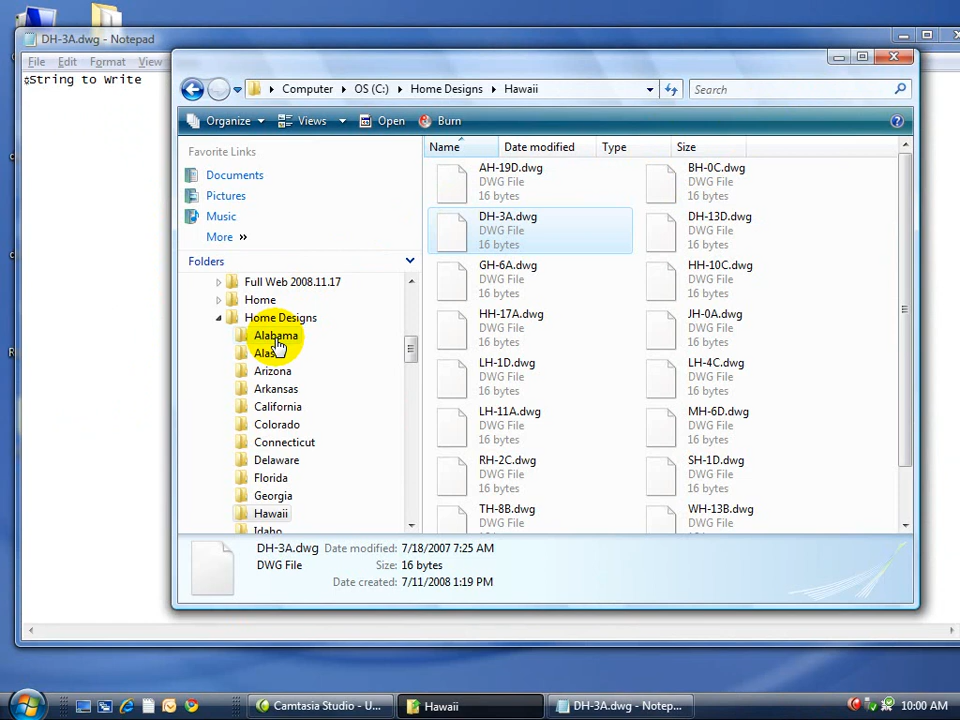 DH-3A.dwg - Notepad
File Edit Format View
String to Write
Computer OS (C:) Home Designs Hawaii
Search
Organize Views Open Burn
Favorite Links
Documents
Pictures
Music
More »
Folders
Full Web 2008.11.17
Home
Home Designs
Alabama
Alas
Arizona
Arkansas
California
Colorado
Connecticut
Delaware
Florida
Georgia
Hawaii
Idaho
Name Date modified Type Size
AH-19D.dwg
DWG File
16 bytes
BH-0C.dwg
DWG File
16 bytes
DH-3A.dwg
DWG File
16 bytes
DH-13D.dwg
DWG File
16 bytes
GH-6A.dwg
DWG File
16 bytes
HH-10C.dwg
DWG File
16 bytes
HH-17A.dwg
DWG File
16 bytes
JH-0A.dwg
DWG File
16 bytes
LH-1D.dwg
DWG File
16 bytes
LH-4C.dwg
DWG File
16 bytes
LH-11A.dwg
DWG File
16 bytes
MH-6D.dwg
DWG File
16 bytes
RH-2C.dwg
DWG File
16 bytes
SH-1D.dwg
DWG File
16 bytes
TH-8B.dwg
DWG File
WH-13B.dwg
DWG File
DH-3A.dwg Date modified: 7/18/2007 7:25 AM
DWG File Size: 16 bytes
Date created: 7/11/2008 1:19 PM
Camtasia Studio - U...
Hawaii
DH-3A.dwg - Notep...
10:00 AM